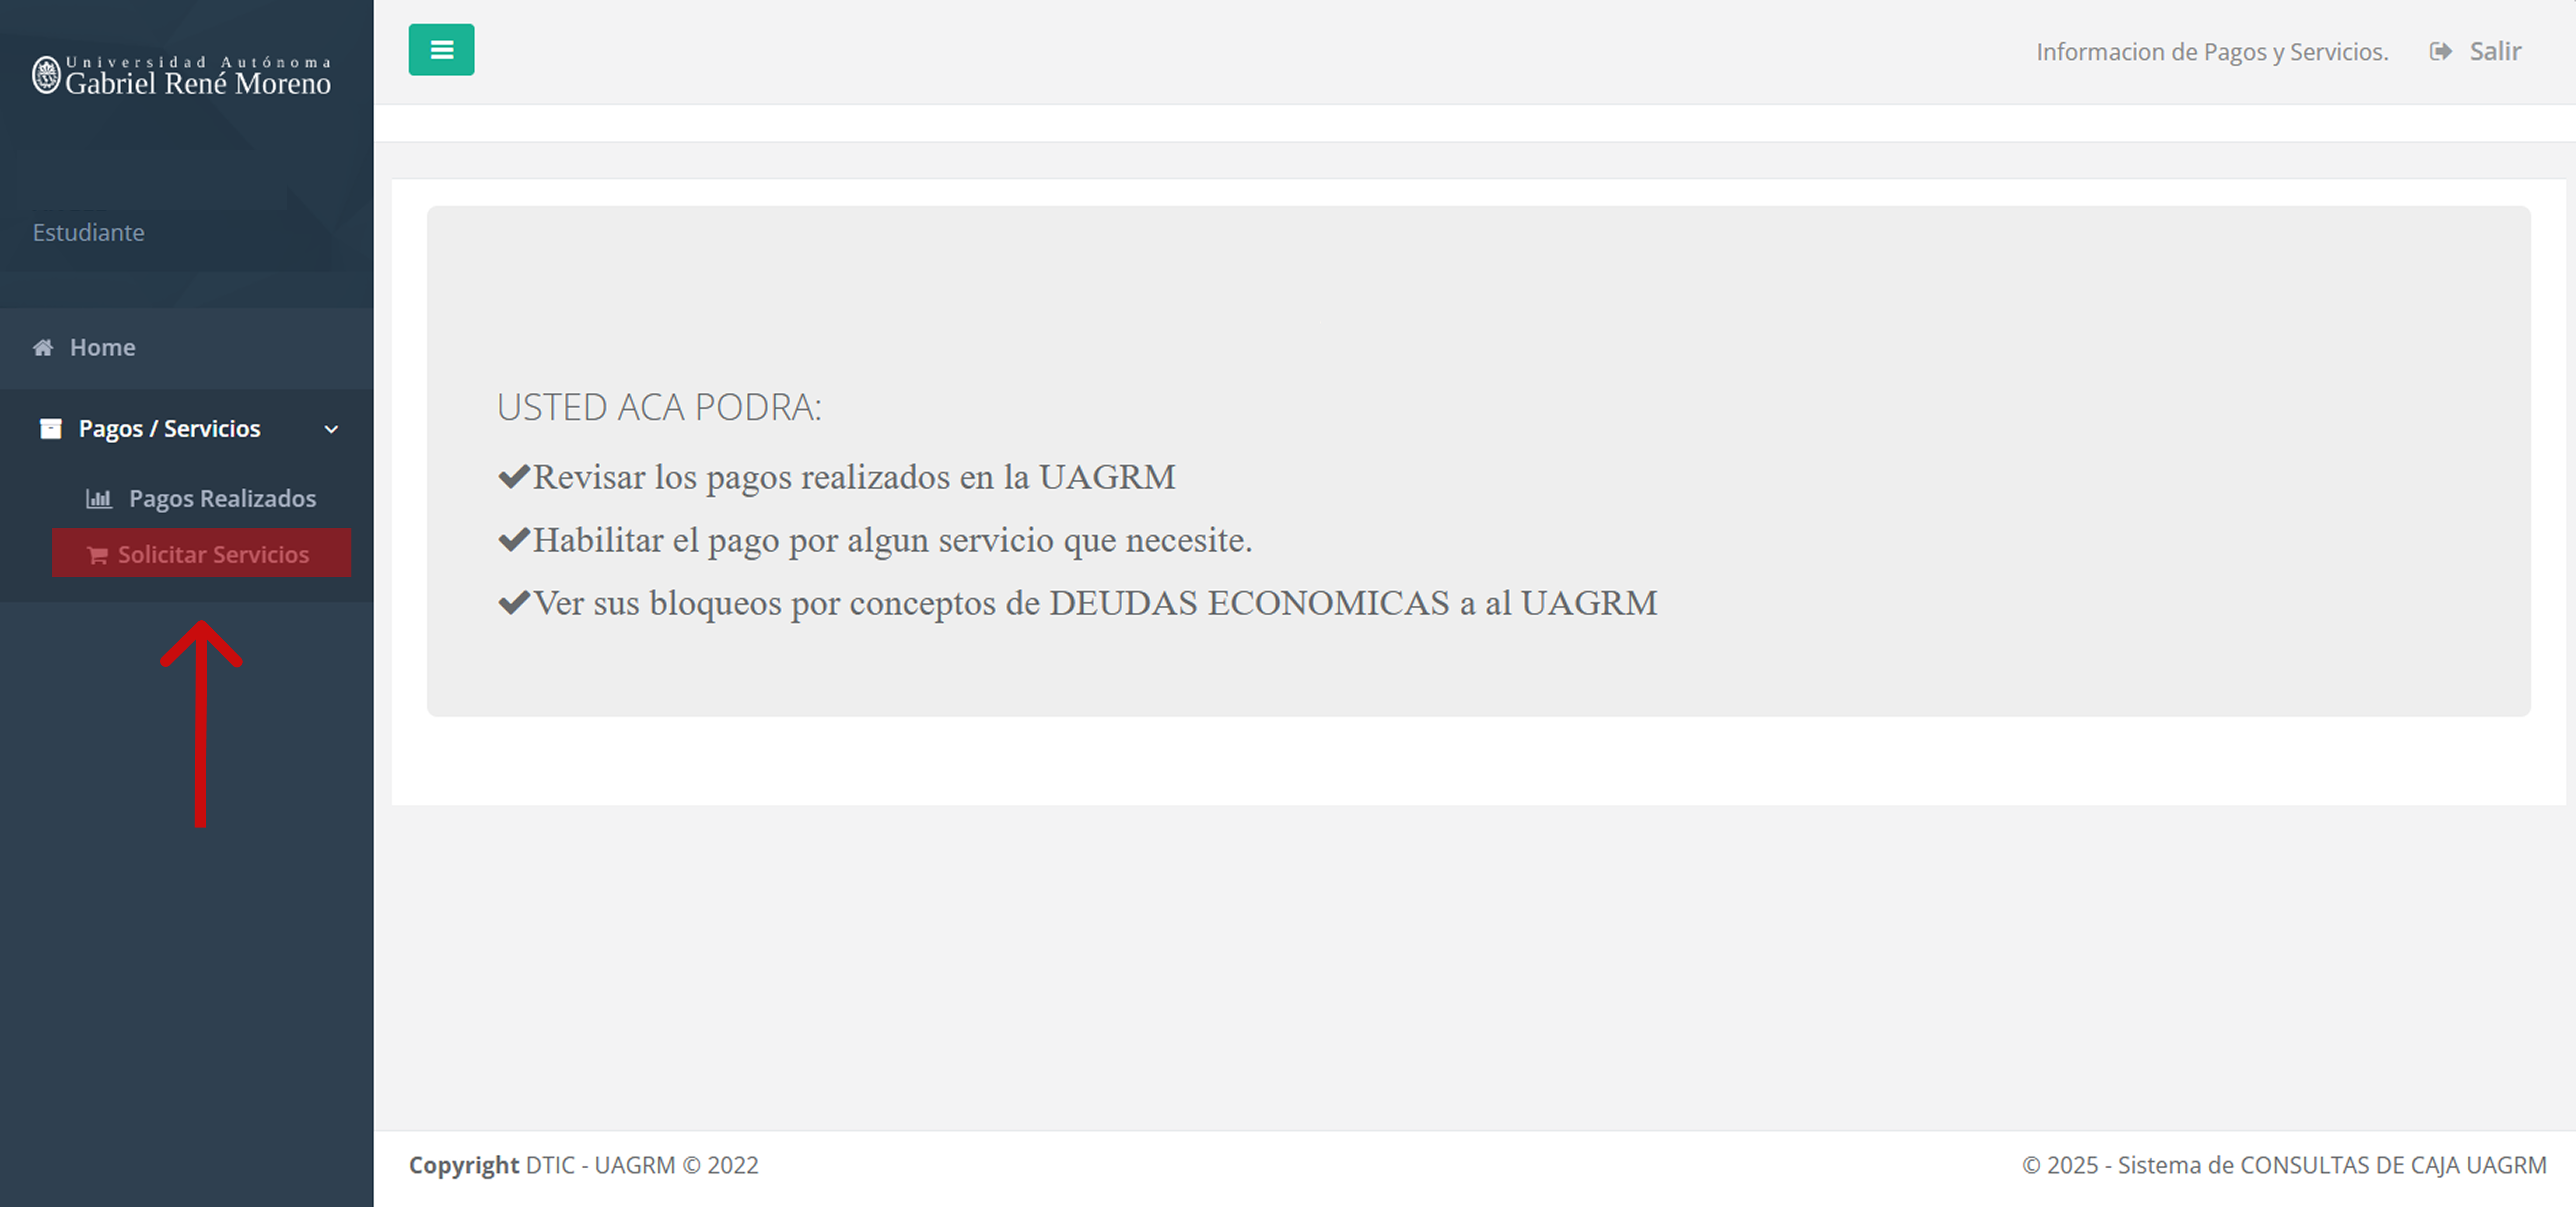 Universidad Autónoma
Gabriel René Moreno
Estudiante
Home
Pagos / Servicios
Pagos Realizados
Solicitar Servicios
Informacion de Pagos y Servicios.
Salir
USTED ACA PODRA:
Revisar los pagos realizados en la UAGRM
Habilitar el pago por algun servicio que necesite.
Ver sus bloqueos por conceptos de DEUDAS ECONOMICAS a al UAGRM
Copyright DTIC - UAGRM © 2022
© 2025 - Sistema de CONSULTAS DE CAJA UAGRM